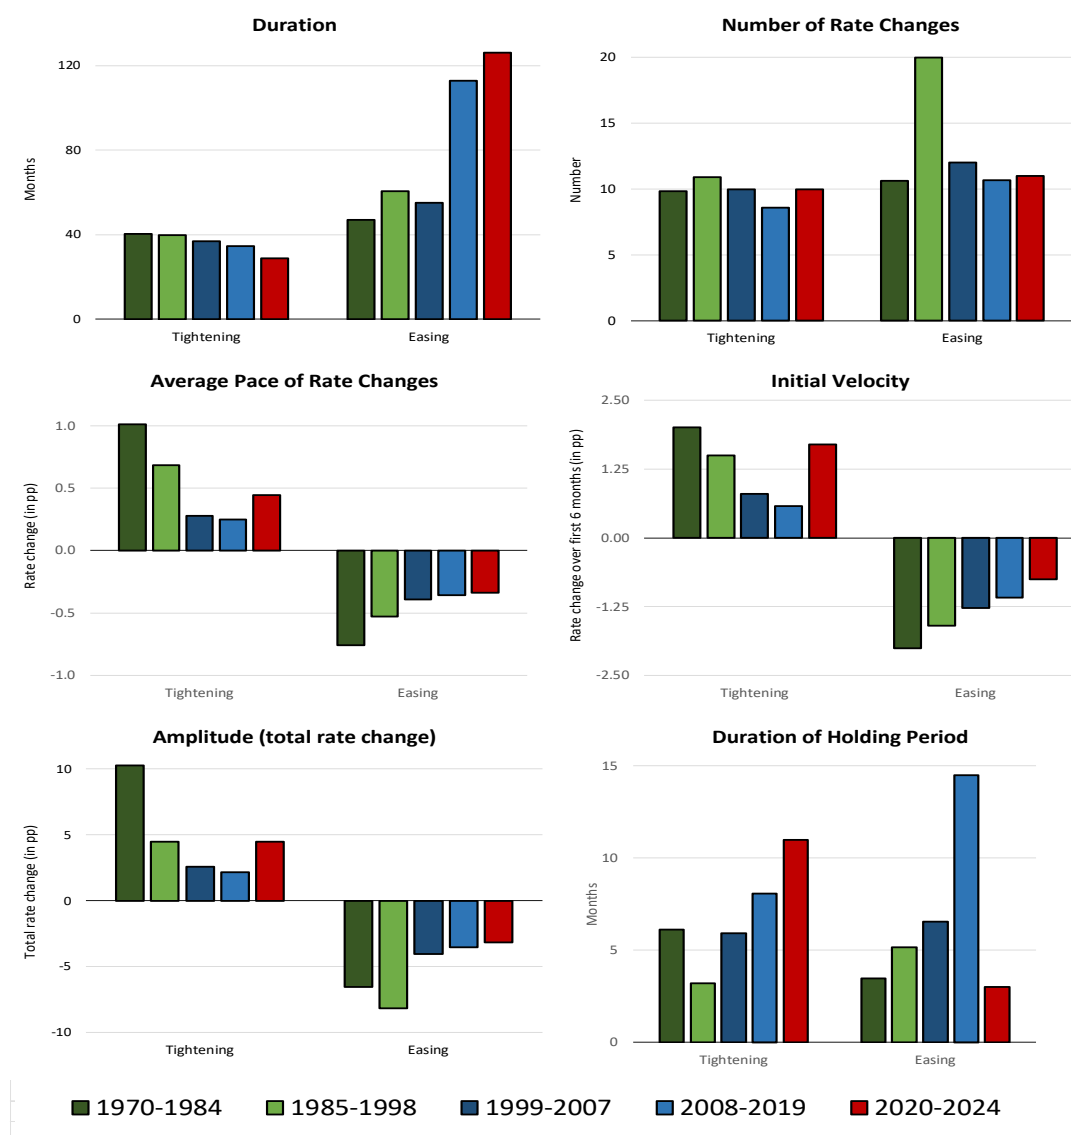 Duration
Months
120
80
40
0
Tightening
Easing
Number of Rate Changes
Number
20
15
10
5
0
Tightening
Easing
Average Pace of Rate Changes
Rate change (in pp)
1.0
0.5
0.0
-0.5
-1.0
Tightening
Easing
Initial Velocity
Rate change over first 6 months (in pp)
2.50
1.25
0.00
-1.25
-2.50
Tightening
Easing
Amplitude (total rate change)
Total rate change (in pp)
10
5
0
-5
-10
Tightening
Easing
Duration of Holding Period
Months
15
10
5
0
Tightening
Easing
1970-1984
1985-1998
1999-2007
2008-2019
2020-2024